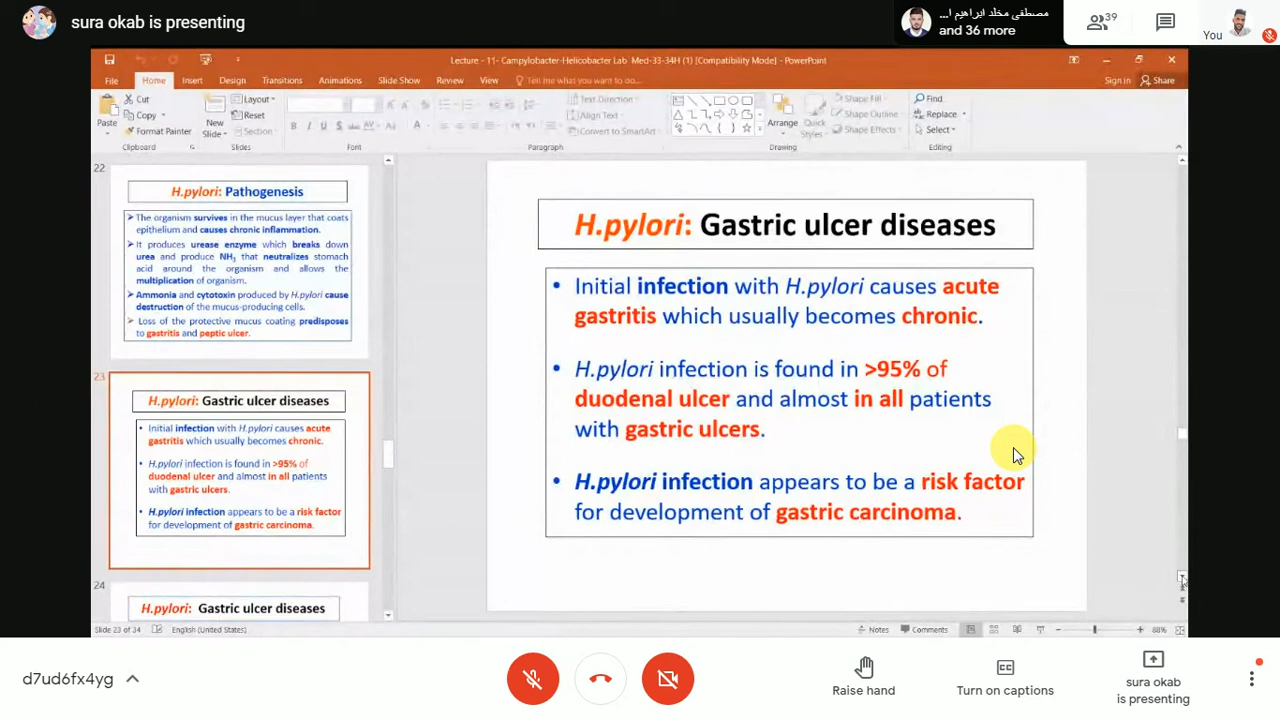 sura okab is presenting
مصطفى مخلد ابراهيم ا...
and 36 more
39
You
Lecture - 11- Campylobacter-Helicobacter Lab Med-33-34H (1) [Compatibility Mode] - PowerPoint
File Home Insert Design Transitions Animations Slide Show Review View Tell me what you want to do...
Sign in Share
Paste
Cut
Copy
Format Painter
Clipboard
New Slide
Layout
Reset
Section
Slides
B I U S abc AV Aa A
Font
Text Direction
Align Text
Convert to SmartArt
Paragraph
Arrange
Quick Styles
Shape Fill
Shape Outline
Shape Effects
Drawing
Find
Replace
Select
Editing
22
H.pylori: Pathogenesis
The organism survives in the mucus layer that coats
epithelium and causes chronic inflammation.
It produces urease enzyme which breaks down
urea and produce NH3 that neutralizes stomach
acid around the organism and allows the
multiplication of organism.
Ammonia and cytotoxin produced by H.pylori cause
destruction of the mucus-producing cells.
Loss of the protective mucus coating predisposes
to gastritis and peptic ulcer.
23
H.pylori: Gastric ulcer diseases
Initial infection with H.pylori causes acute
gastritis which usually becomes chronic.
H.pylori infection is found in >95% of
duodenal ulcer and almost in all patients
with gastric ulcers.
H.pylori infection appears to be a risk factor
for development of gastric carcinoma.
24
H.pylori: Gastric ulcer diseases
H.pylori: Gastric ulcer diseases
• Initial infection with H.pylori causes acute
gastritis which usually becomes chronic.
• H.pylori infection is found in >95% of
duodenal ulcer and almost in all patients
with gastric ulcers.
• H.pylori infection appears to be a risk factor
for development of gastric carcinoma.
Slide 23 of 34 English (United States)
Notes Comments 88%
d7ud6fx4yg
Raise hand
Turn on captions
sura okab
is presenting